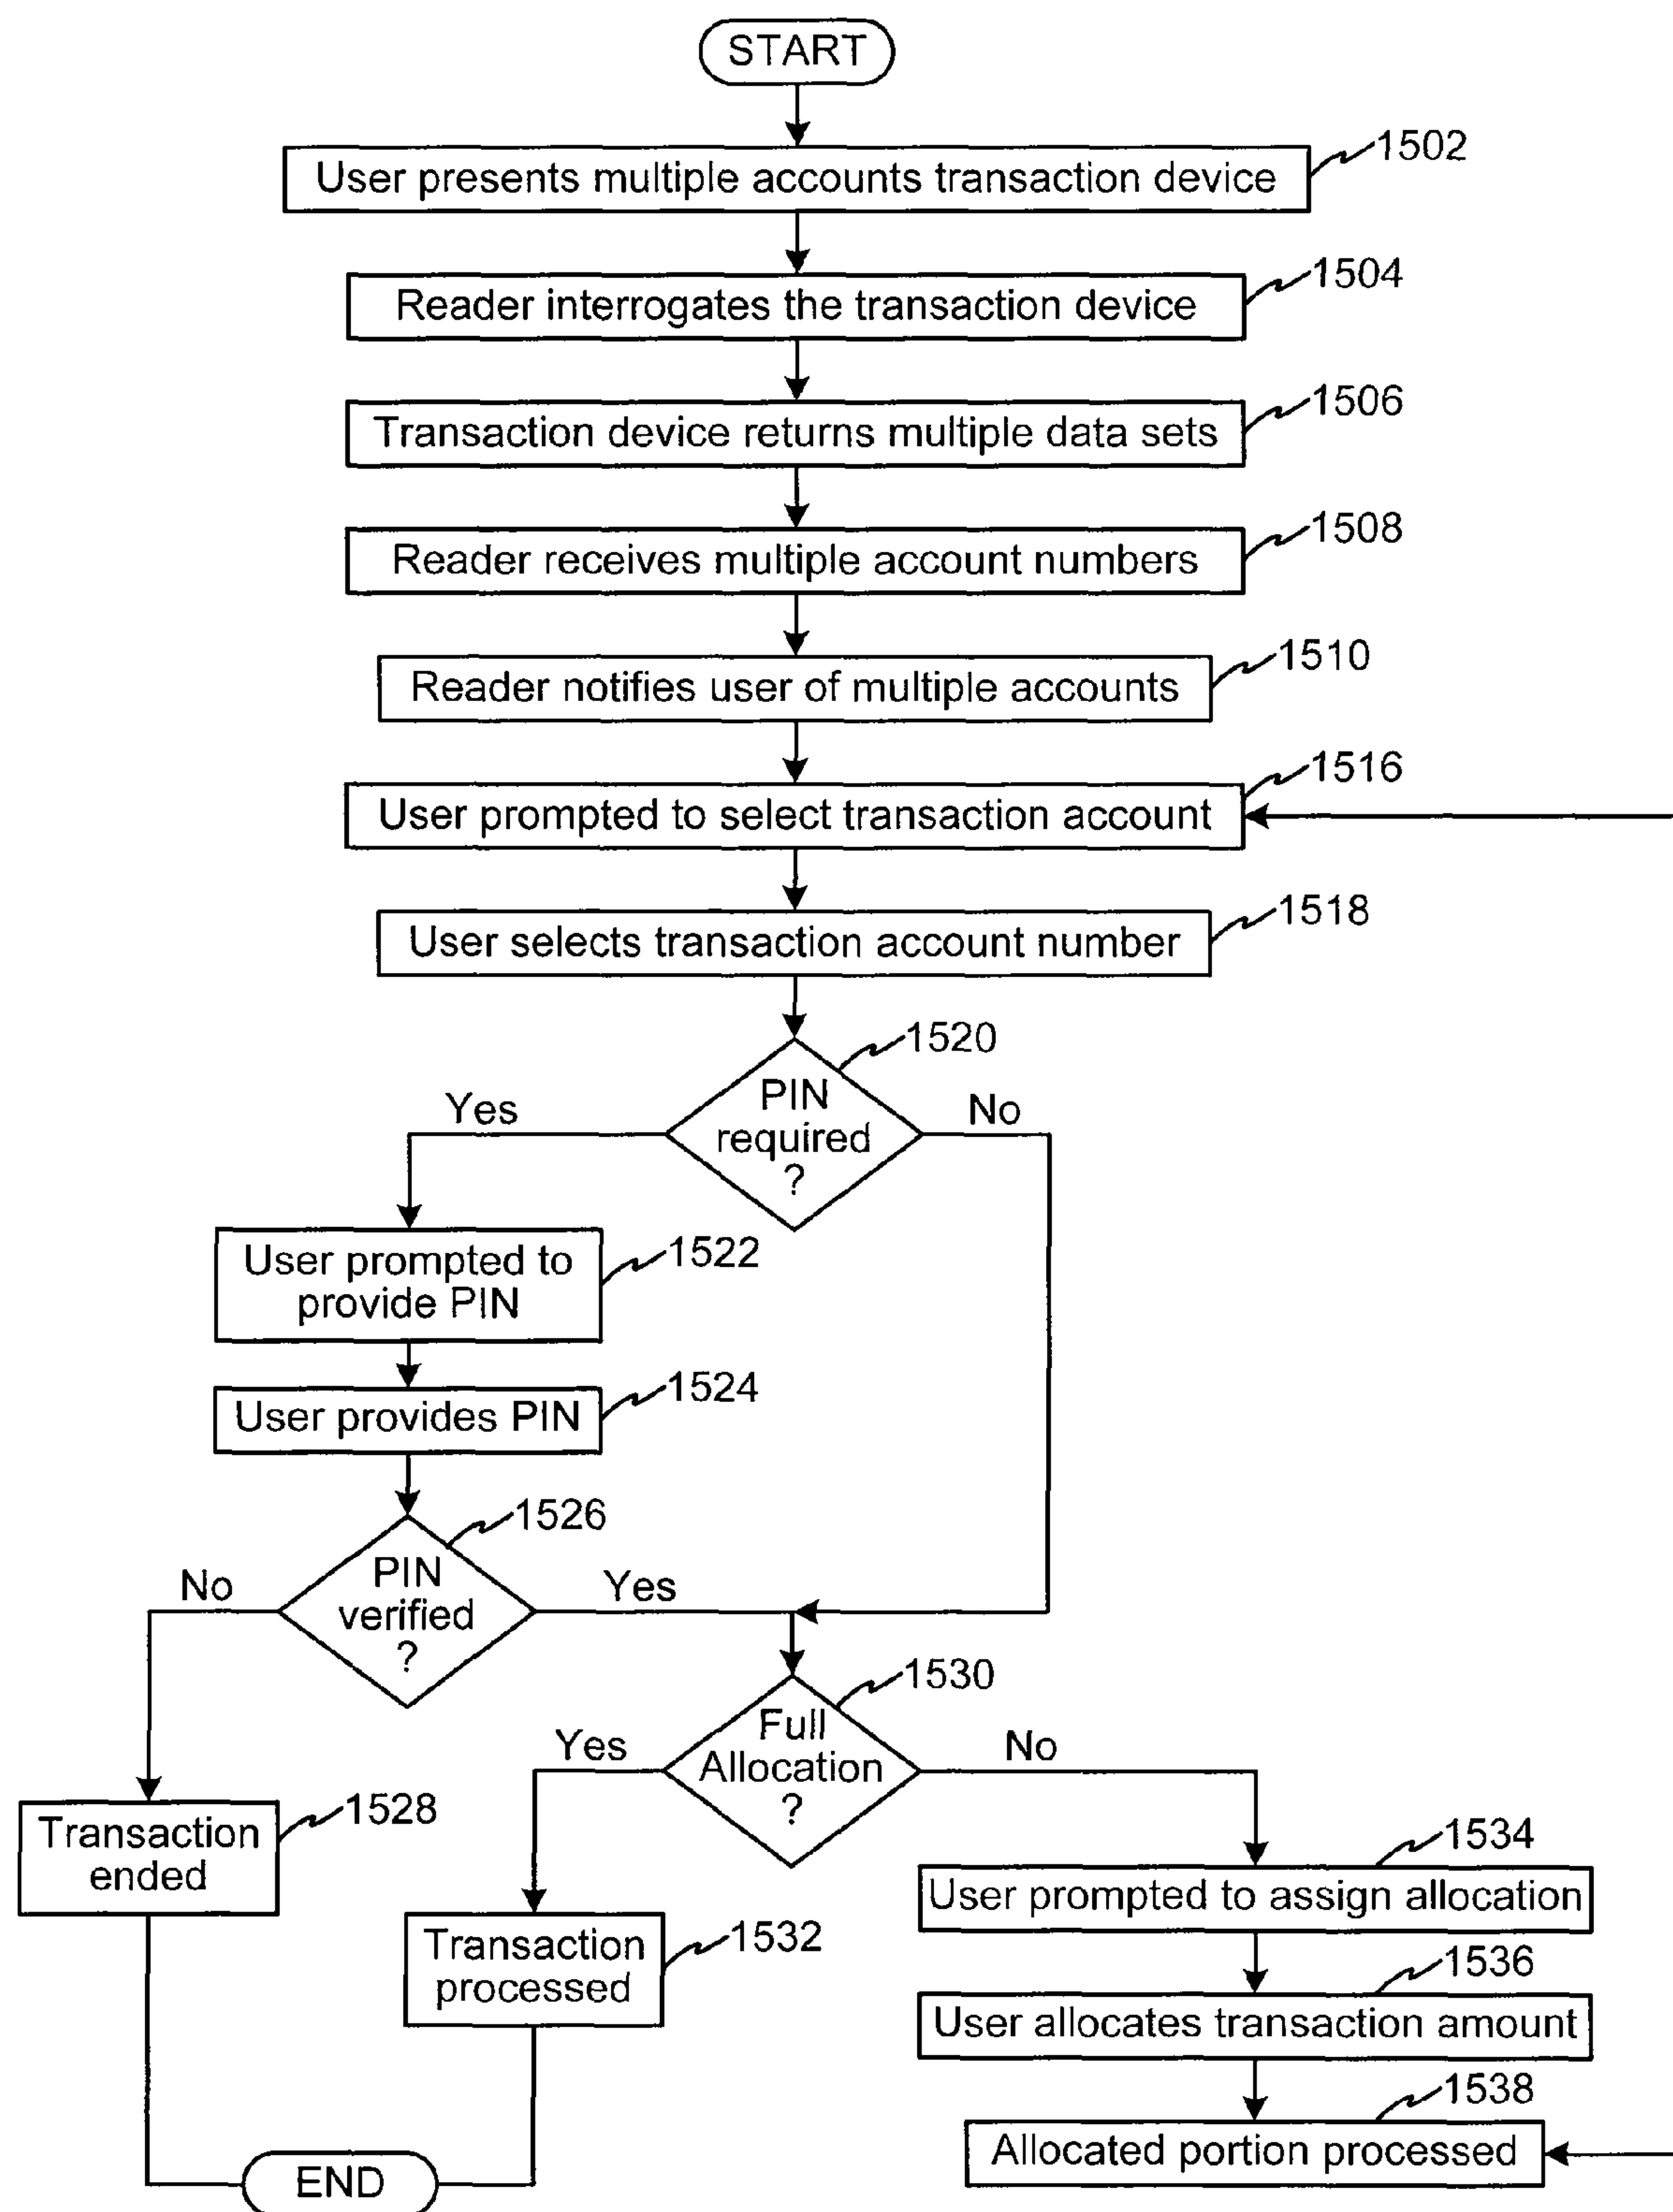 START
1502
User presents multiple accounts transaction device
1504
Reader interrogates the transaction device
1506
Transaction device returns multiple data sets
1508
Reader receives multiple account numbers
1510
Reader notifies user of multiple accounts
1516
User prompted to select transaction account
1518
User selects transaction account number
1520
PIN
required
?
Yes
No
1522
User prompted to
provide PIN
1524
User provides PIN
1526
PIN
verified
?
No
Yes
1530
Full
Allocation
?
Yes
No
1528
Transaction
ended
1532
Transaction
processed
1534
User prompted to assign allocation
1536
User allocates transaction amount
1538
Allocated portion processed
END